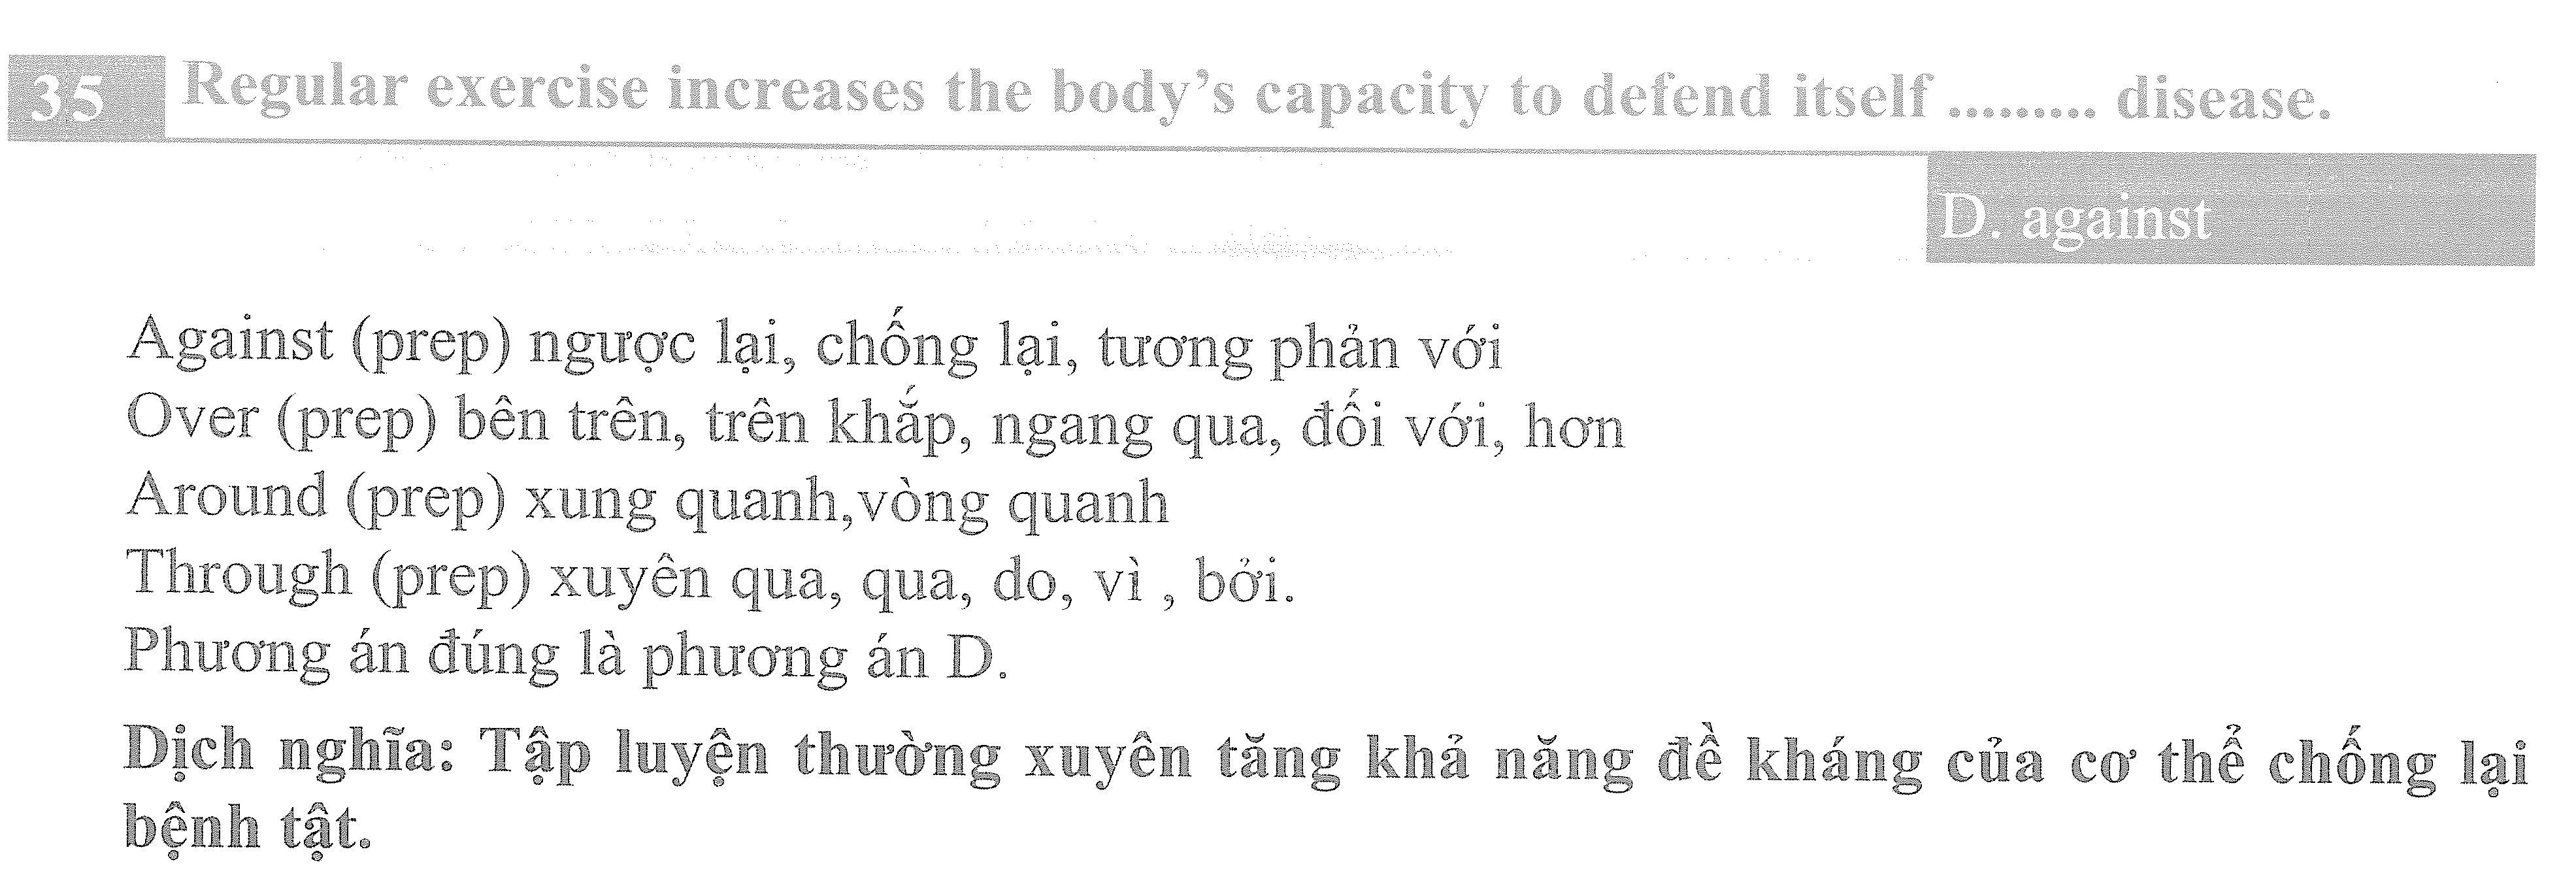 35 Regular exercise increases the body's capacity to defend itself ......... disease.
D. against
Against (prep) ngược lại, chống lại, tương phản với
Over (prep) bên trên, trên khắp, ngang qua, đối với, hơn
Around (prep) xung quanh,vòng quanh
Through (prep) xuyên qua, qua, do, vì , bởi.
Phương án đúng là phương án D.
Dịch nghĩa: Tập luyện thường xuyên tăng khả năng đề kháng của cơ thể chống lại
bệnh tật.